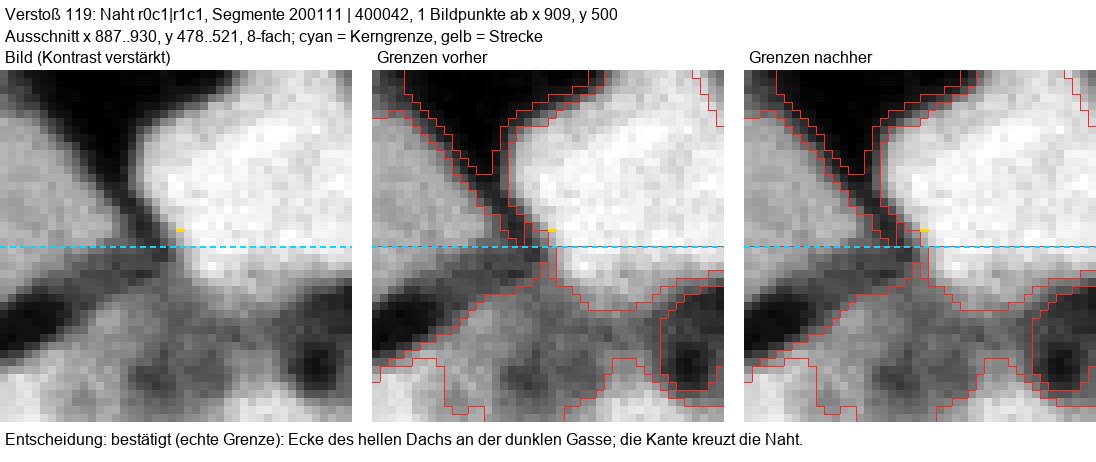 Verstoß 119: Naht r0c1|r1c1, Segmente 200111 | 400042, 1 Bildpunkte ab x 909, y 500
Ausschnitt x 887..930, y 478..521, 8-fach; cyan = Kerngrenze, gelb = Strecke
Bild (Kontrast verstärkt)
Grenzen vorher
Grenzen nachher
Entscheidung: bestätigt (echte Grenze): Ecke des hellen Dachs an der dunklen Gasse; die Kante kreuzt die Naht.